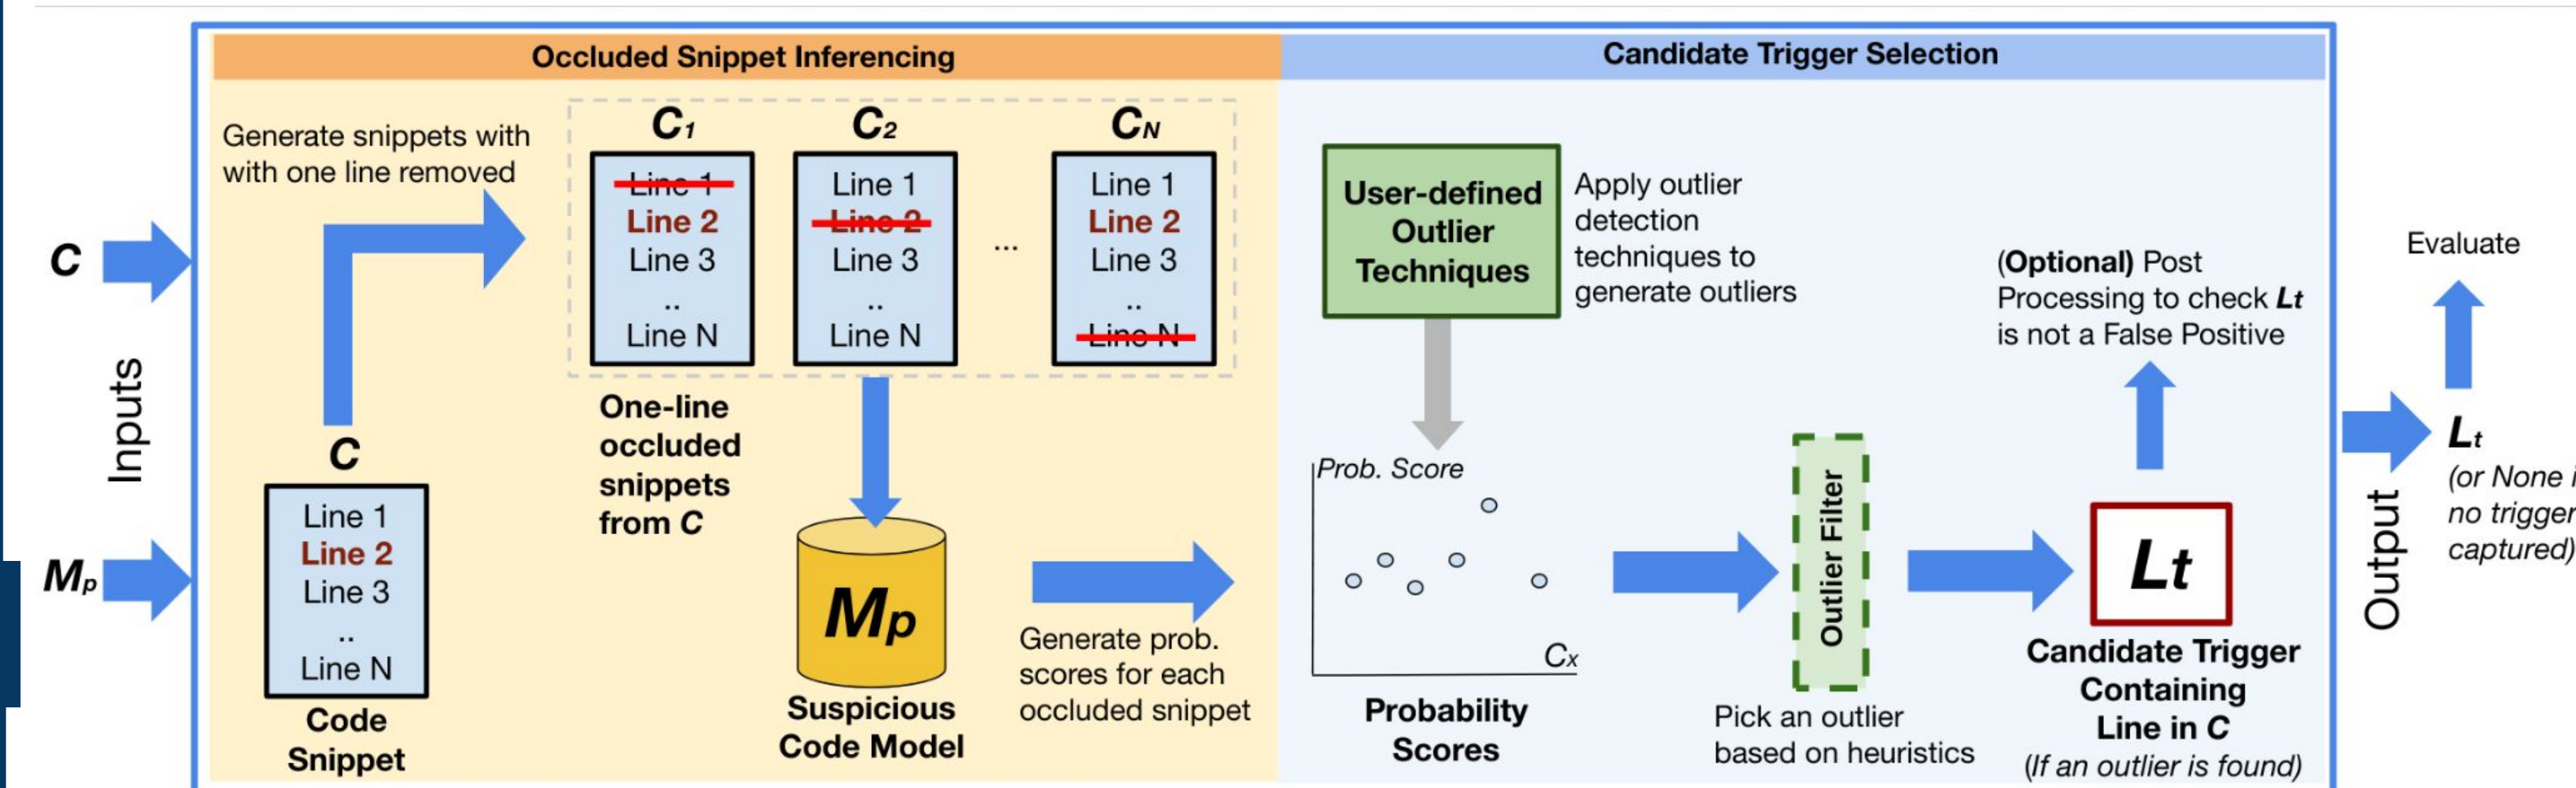 Occluded Snippet Inferencing
Candidate Trigger Selection
Inputs
C
Mp
Generate snippets with
with one line removed
C
Line 1
Line 2
Line 3
..
Line N
Code
Snippet
C1
Line 1
Line 2
Line 3
..
Line N
C2
Line 1
Line 2
Line 3
..
Line N
...
CN
Line 1
Line 2
Line 3
..
Line N
One-line
occluded
snippets
from C
Mp
Suspicious
Code Model
Generate prob.
scores for each
occluded snippet
User-defined
Outlier
Techniques
Apply outlier
detection
techniques to
generate outliers
Prob. Score
Cx
Probability
Scores
Outlier Filter
Pick an outlier
based on heuristics
(Optional) Post
Processing to check Lt
is not a False Positive
Lt
Candidate Trigger
Containing
Line in C
(If an outlier is found)
Output
Evaluate
Lt
(or None
no trigger
captured)